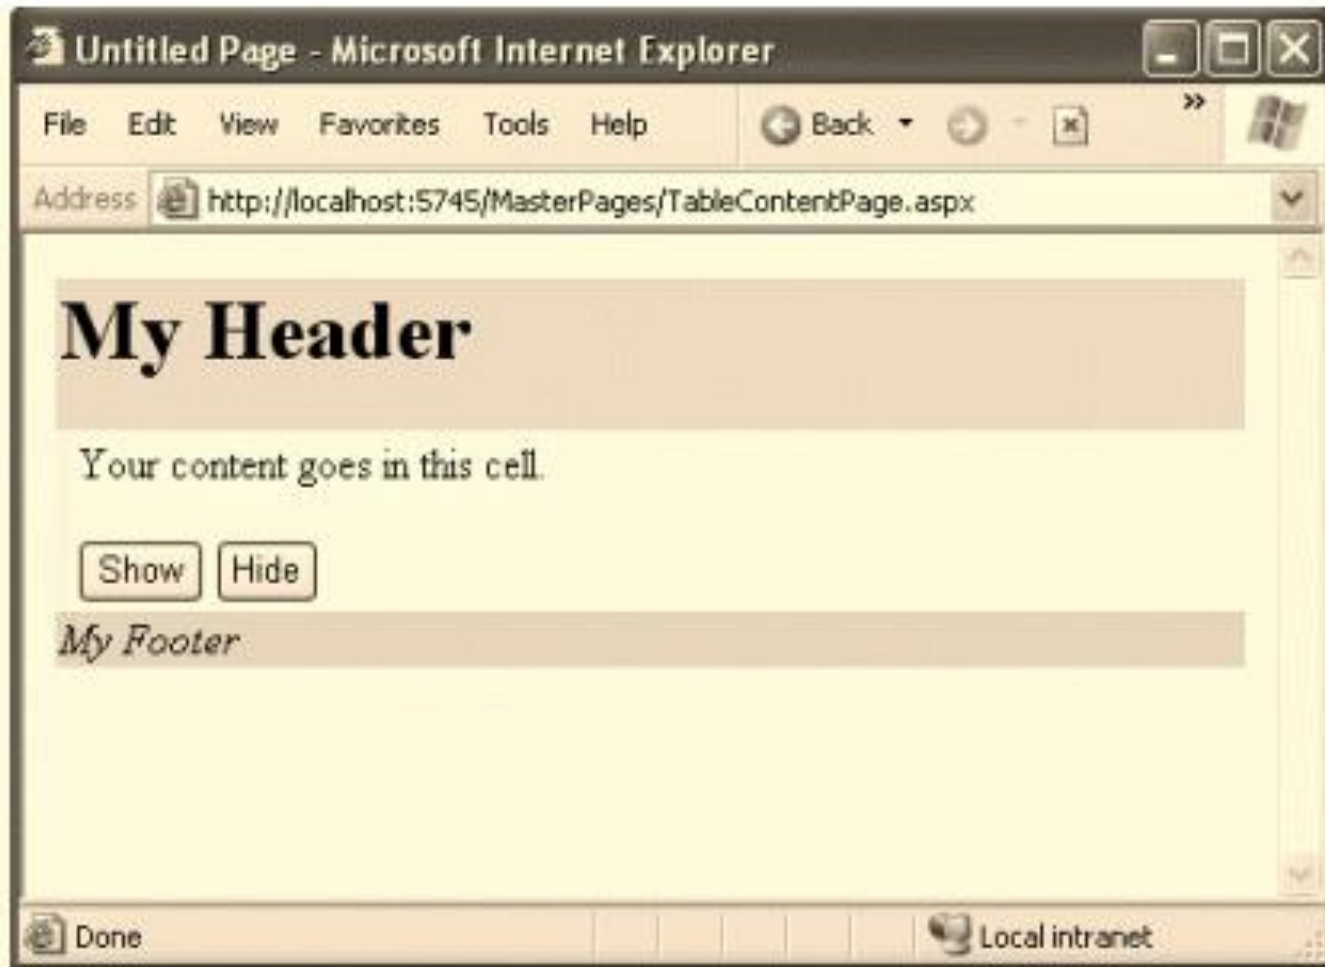 Untitled Page - Microsoft Internet Explorer
File Edit View Favorites Tools Help Back »
Address http://localhost:5745/MasterPages/TableContentPage.aspx
My Header
Your content goes in this cell.
Show Hide
My Footer
Done Local intranet